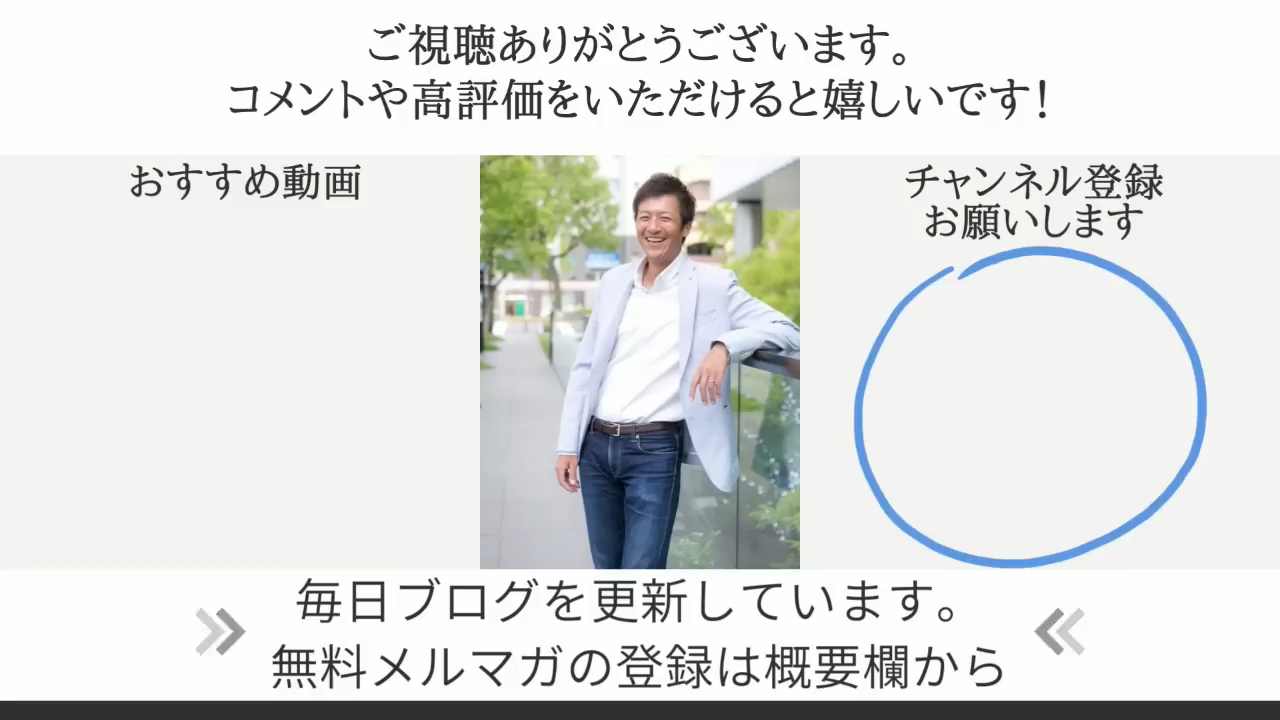 ご視聴ありがとうございます。
コメントや高評価をいただけると嬉しいです！
おすすめ動画
チャンネル登録
お願いします
毎日ブログを更新しています。
無料メルマガの登録は概要欄から